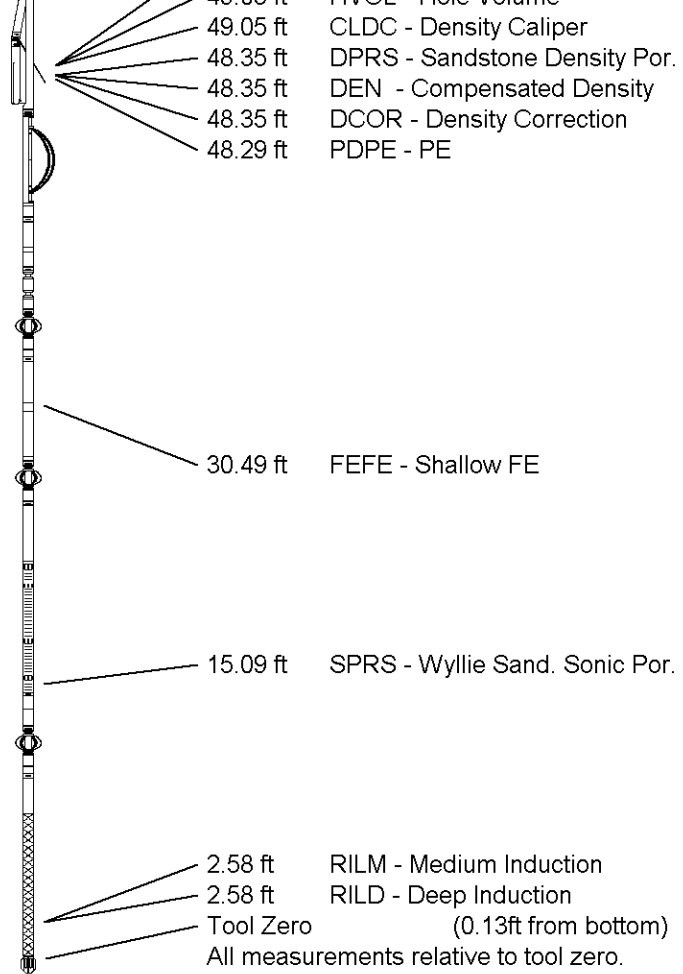 49.05 ft CLDC - Density Caliper
48.35 ft DPRS - Sandstone Density Por.
48.35 ft DEN - Compensated Density
48.35 ft DCOR - Density Correction
48.29 ft PDPE - PE
30.49 ft FEFE - Shallow FE
15.09 ft SPRS - Wyllie Sand. Sonic Por.
2.58 ft RILM - Medium Induction
2.58 ft RILD - Deep Induction
Tool Zero (0.13ft from bottom)
All measurements relative to tool zero.